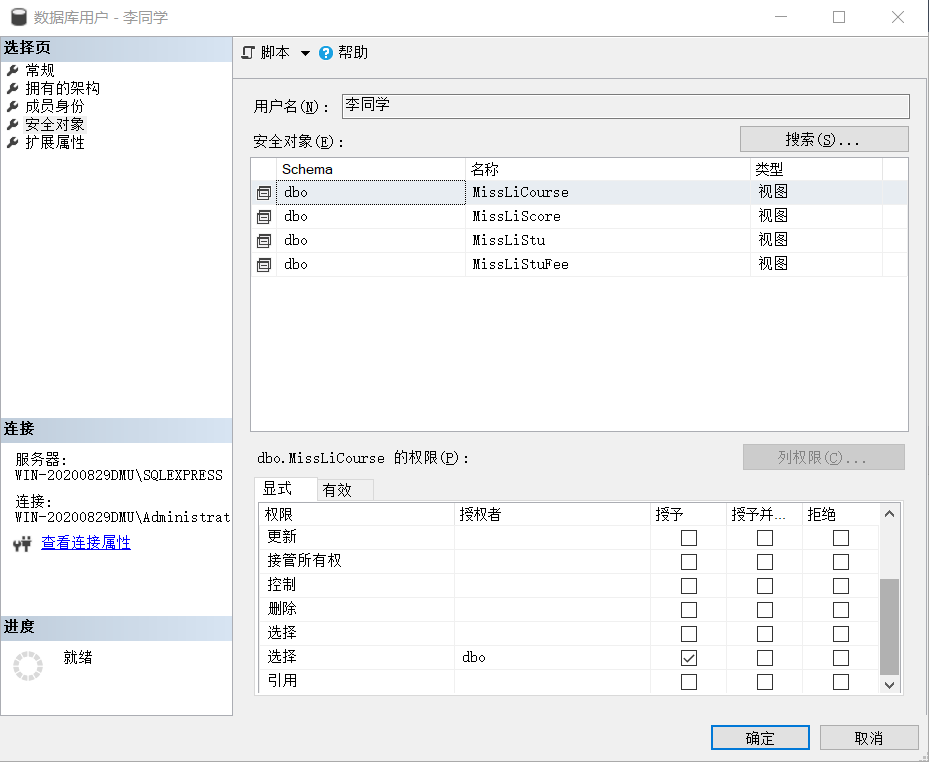 数据库用户 - 李同学
选择页
常规
拥有的架构
成员身份
安全对象
扩展属性
连接
服务器:
WIN-20200829DMU\SQLEXPRESS
连接:
WIN-20200829DMU\Administrat
查看连接属性
进度
就绪
脚本 帮助
用户名(N): 李同学
安全对象(E): 搜索(S)...
Schema 名称 类型
dbo MissLiCourse 视图
dbo MissLiScore 视图
dbo MissLiStu 视图
dbo MissLiStuFee 视图
dbo.MissLiCourse 的权限(P): 列权限(C)...
显式 有效
权限 授权者 授予 授予并... 拒绝
更新
接管所有权
控制
删除
选择
选择 dbo
引用
确定 取消